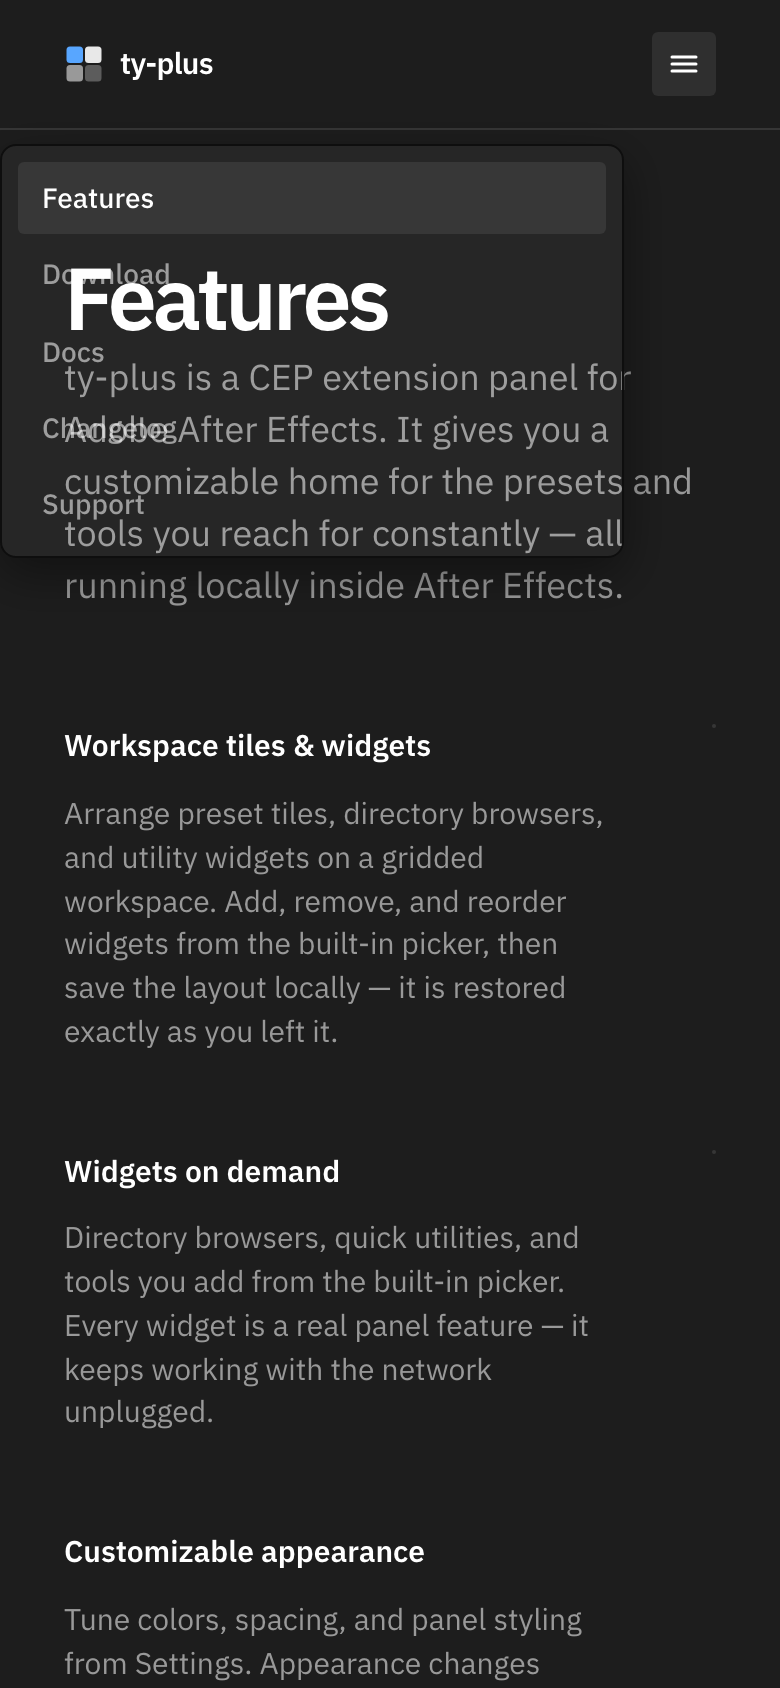 ty-plus
Features
Download
Features
Docs
ty-plus is a CEP extension panel for
Changelog
Adobe After Effects. It gives you a
customizable home for the presets and
Support
tools you reach for constantly — all
running locally inside After Effects.
Workspace tiles & widgets
Arrange preset tiles, directory browsers,
and utility widgets on a gridded
workspace. Add, remove, and reorder
widgets from the built-in picker, then
save the layout locally — it is restored
exactly as you left it.
Widgets on demand
Directory browsers, quick utilities, and
tools you add from the built-in picker.
Every widget is a real panel feature — it
keeps working with the network
unplugged.
Customizable appearance
Tune colors, spacing, and panel styling
from Settings. Appearance changes